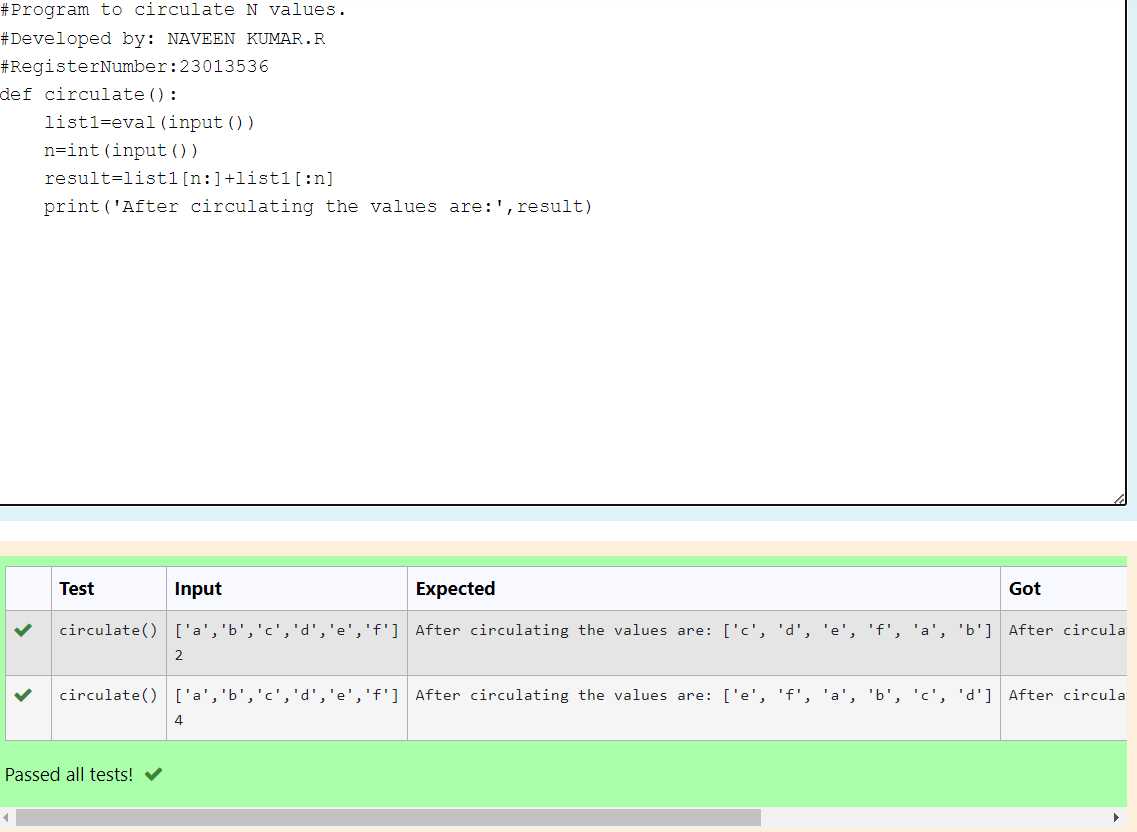 #Program to circulate N values.
#Developed by: NAVEEN KUMAR.R
#RegisterNumber:23013536
def circulate():
    list1=eval(input())
    n=int(input())
    result=list1[n:]+list1[:n]
    print('After circulating the values are:',result)
Test Input Expected Got
circulate() ['a','b','c','d','e','f'] After circulating the values are: ['c', 'd', 'e', 'f', 'a', 'b'] After circula
2
circulate() ['a','b','c','d','e','f'] After circulating the values are: ['e', 'f', 'a', 'b', 'c', 'd'] After circula
4
Passed all tests!